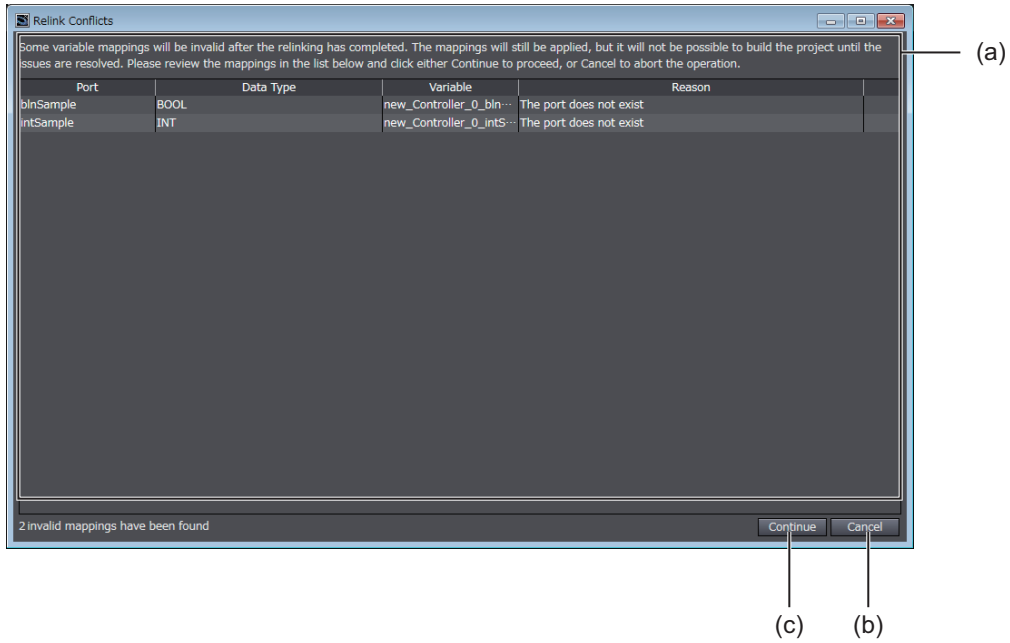 Relink Conflicts
Some variable mappings will be invalid after the relinking has completed. The mappings will still be applied, but it will not be possible to build the project until the
issues are resolved. Please review the mappings in the list below and click either Continue to proceed, or Cancel to abort the operation.
(a)
Port Data Type Variable Reason
blnSample BOOL new_Controller_0_bln··· The port does not exist
intSample INT new_Controller_0_intS··· The port does not exist
2 invalid mappings have been found Continue Cancel
(c) (b)